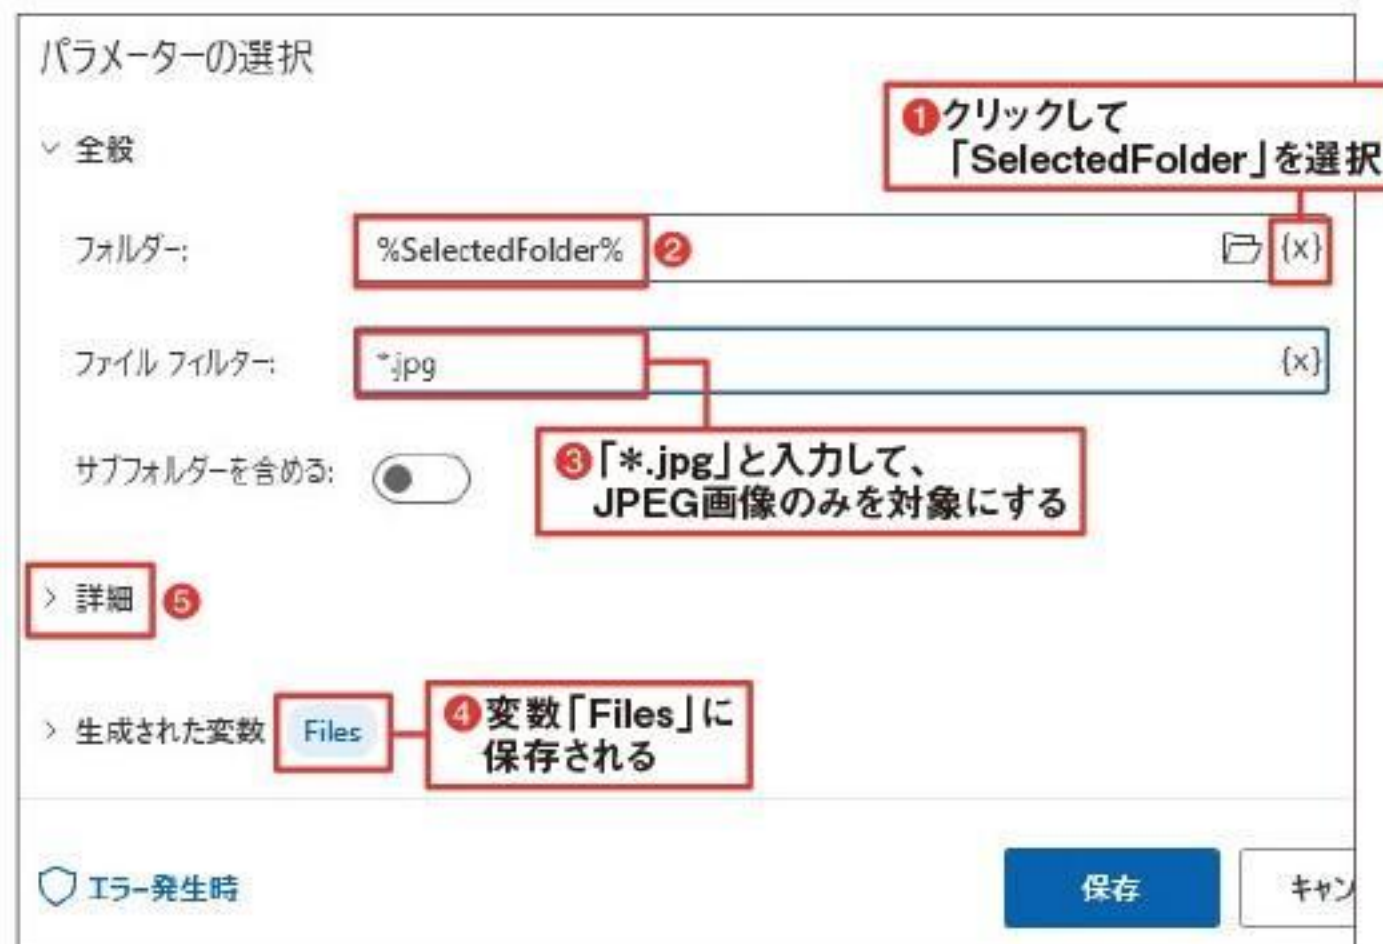 パラメーターの選択
❶クリックして
「SelectedFolder」を選択
全般
フォルダー:
%SelectedFolder% ❷
{x}
ファイル フィルター:
*.jpg
{x}
サブフォルダーを含める:
❸「*.jpg」と入力して、
JPEG画像のみを対象にする
詳細 ❺
生成された変数 Files
❹変数「Files」に
保存される
エラー発生時
保存
キャン